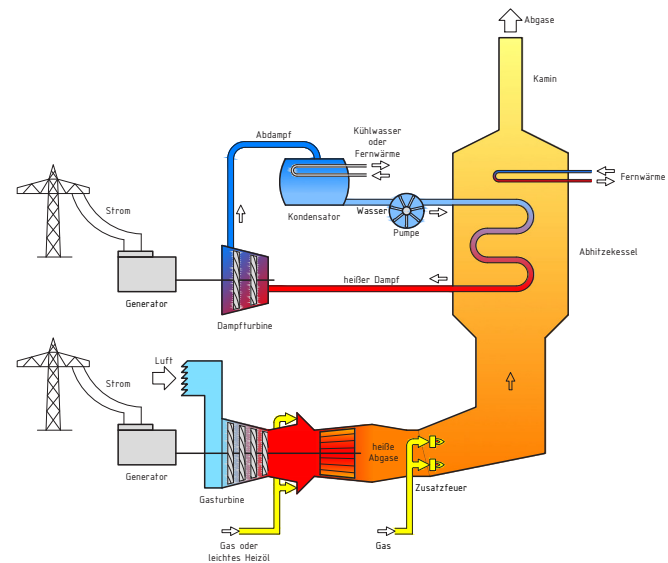 Abgase
Kamin
Abdampf
Kühlwasser
oder
Fernwärme
Fernwärme
Strom
Kondensator
Wasser
Pumpe
Abhitzekessel
heißer Dampf
Generator
Dampfturbine
Luft
Strom
heiße
Abgase
Generator
Gasturbine
Zusatzfeuer
Gas oder
leichtes Heizöl
Gas